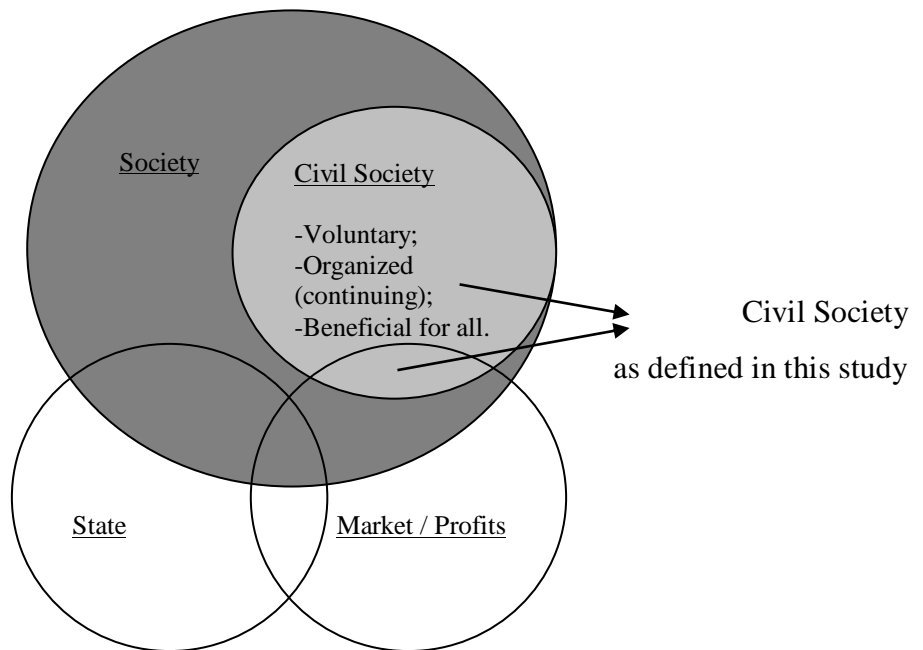 Society
Civil Society
-Voluntary;
-Organized
(continuing);
-Beneficial for all.
Civil Society
as defined in this study
State
Market / Profits